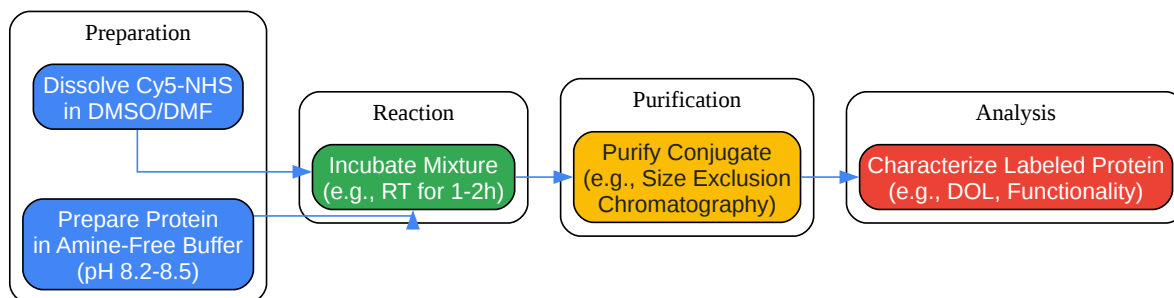 Preparation
Dissolve Cy5-NHS
in DMSO/DMF
Prepare Protein
in Amine-Free Buffer
(pH 8.2-8.5)
Reaction
Incubate Mixture
(e.g., RT for 1-2h)
Purification
Purify Conjugate
(e.g., Size Exclusion
Chromatography)
Analysis
Characterize Labeled Protein
(e.g., DOL, Functionality)